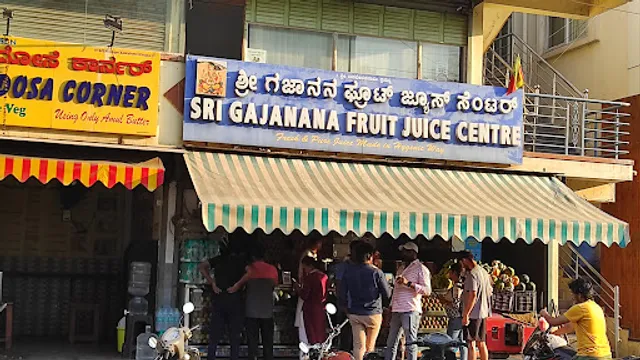 ದೋಸೆ ಕಾರ್ನರ್
DOSA CORNER
Veg
Using Only Amul Butter
ಶ್ರೀ ಗಜಾನನ ಫ್ರೂಟ್ ಜ್ಯೂಸ್ ಸೆಂಟರ್
SRI GAJANANA FRUIT JUICE CENTRE
Fresh & Pure Juice Made in Hygenic Way